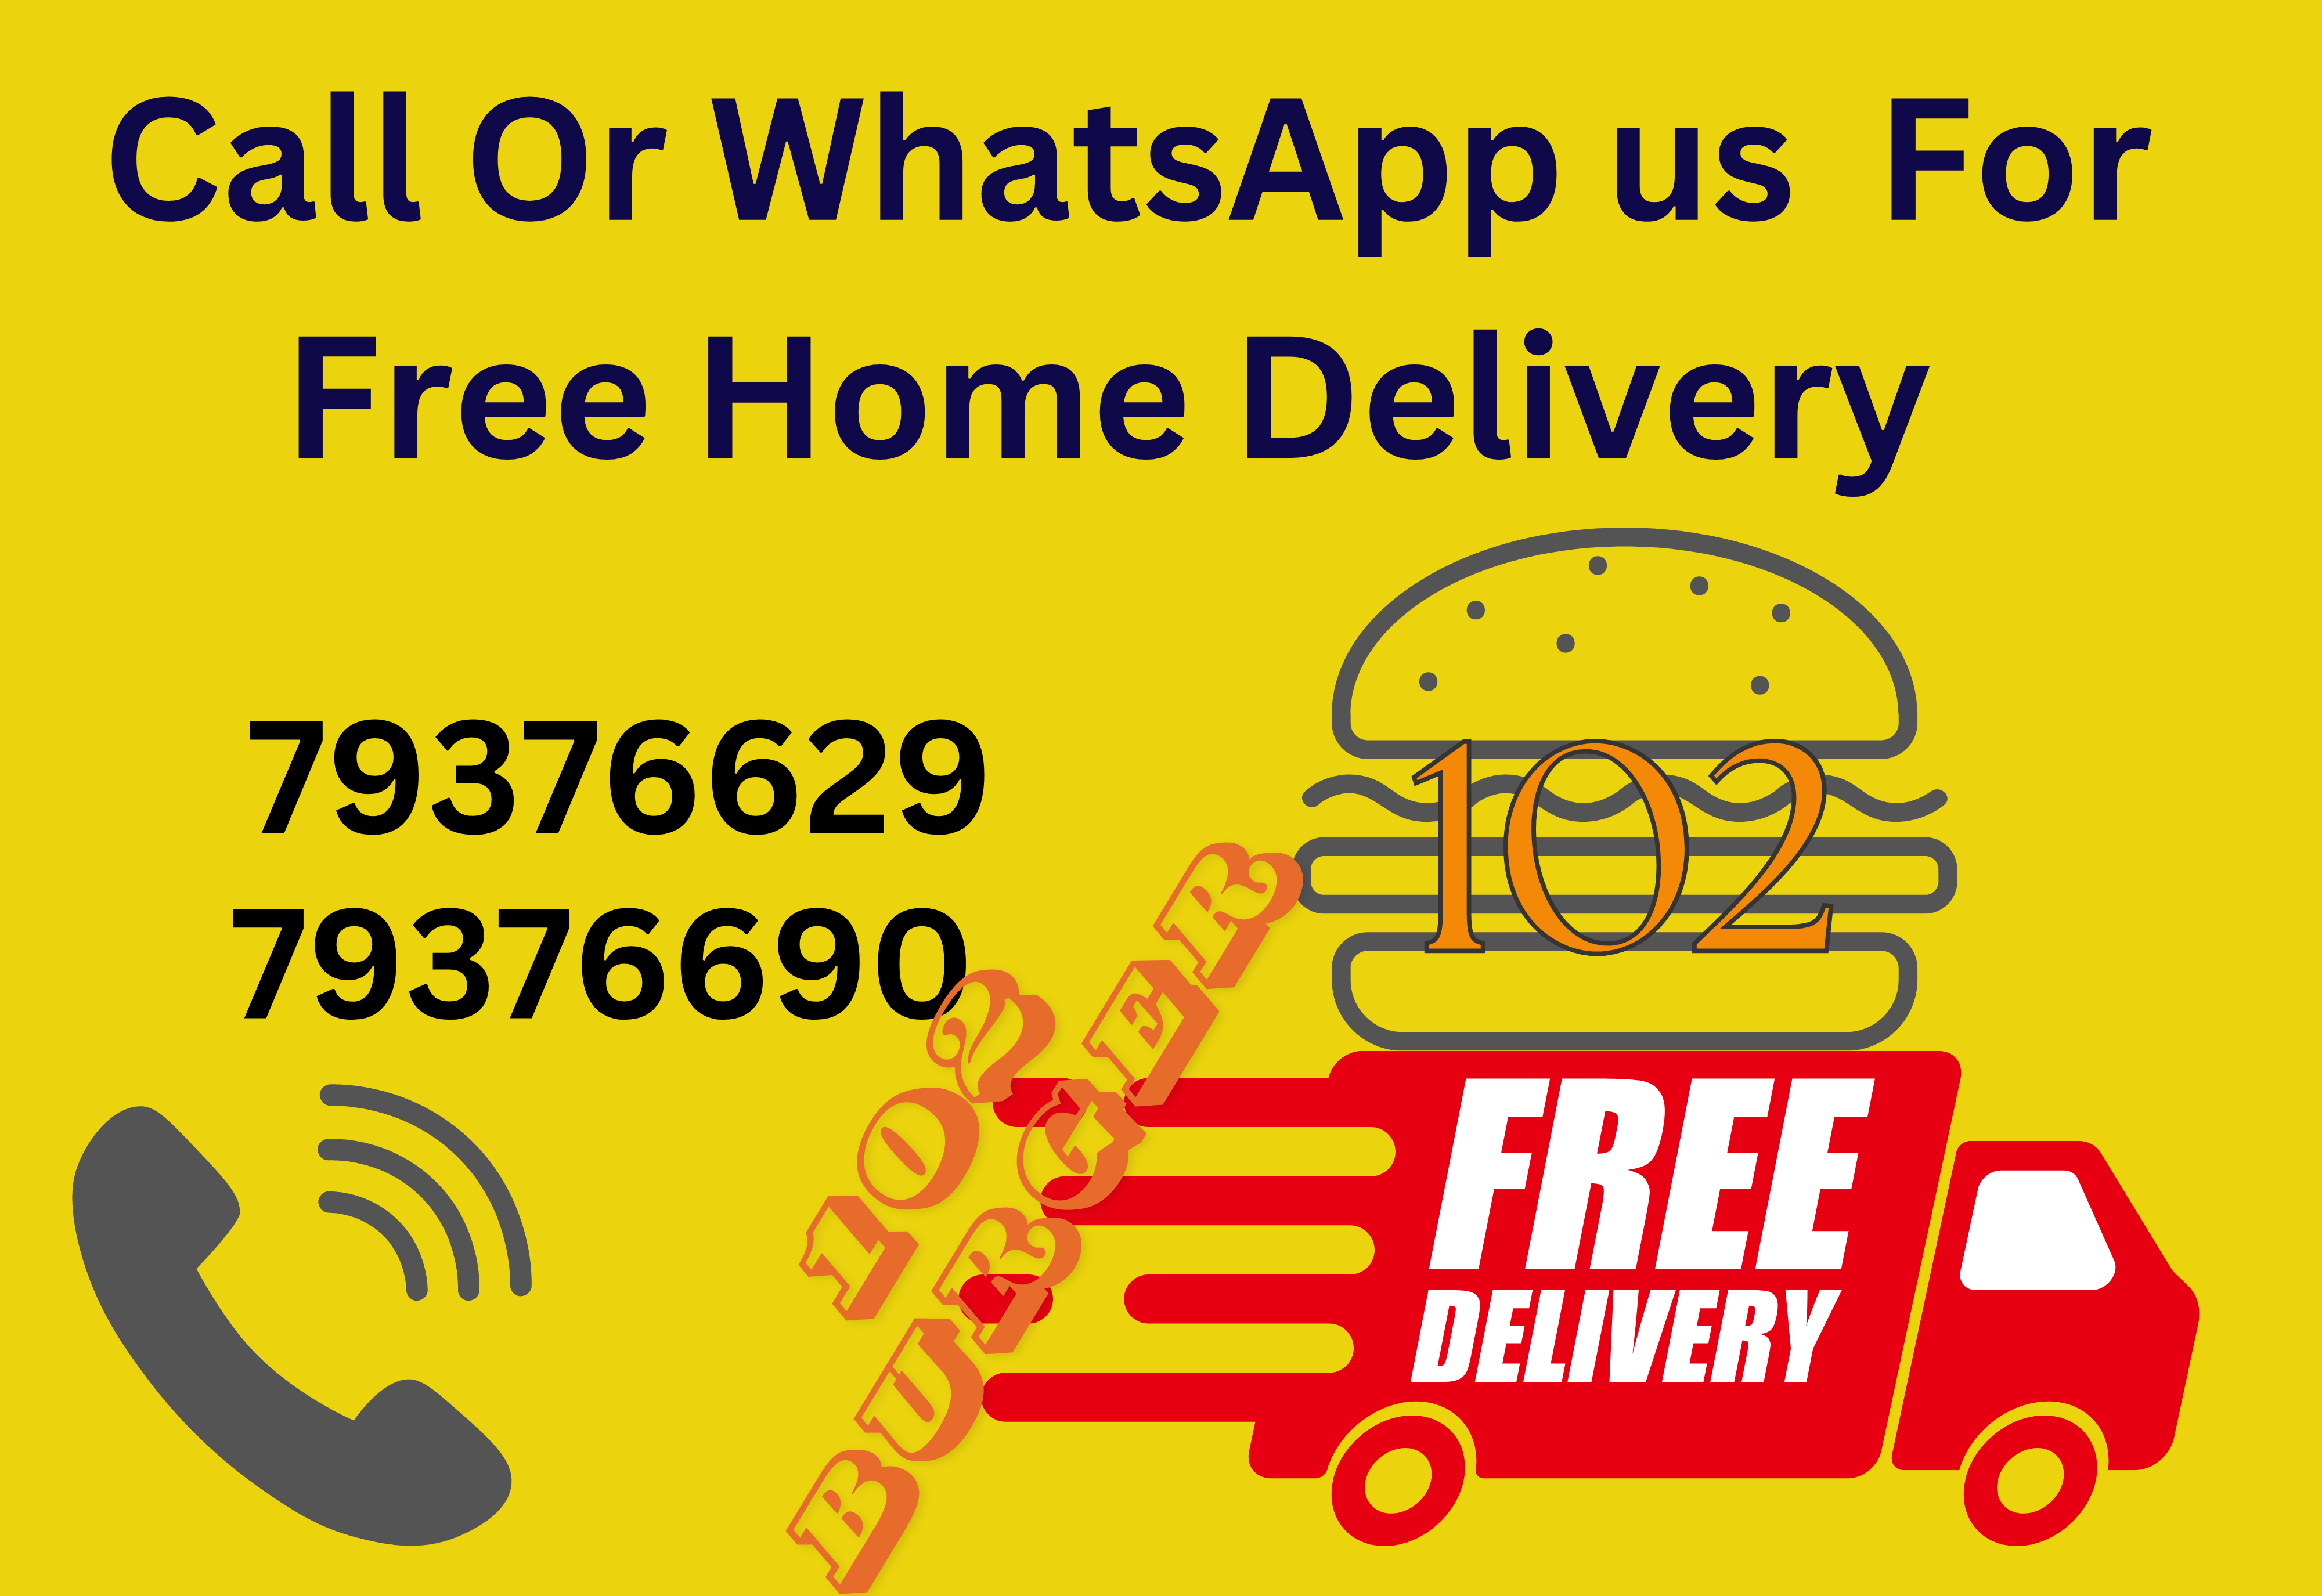 Call Or WhatsApp us  For
Free Home Delivery
79376629
79376690
102
102
BURGER
FREE
DELIVERY